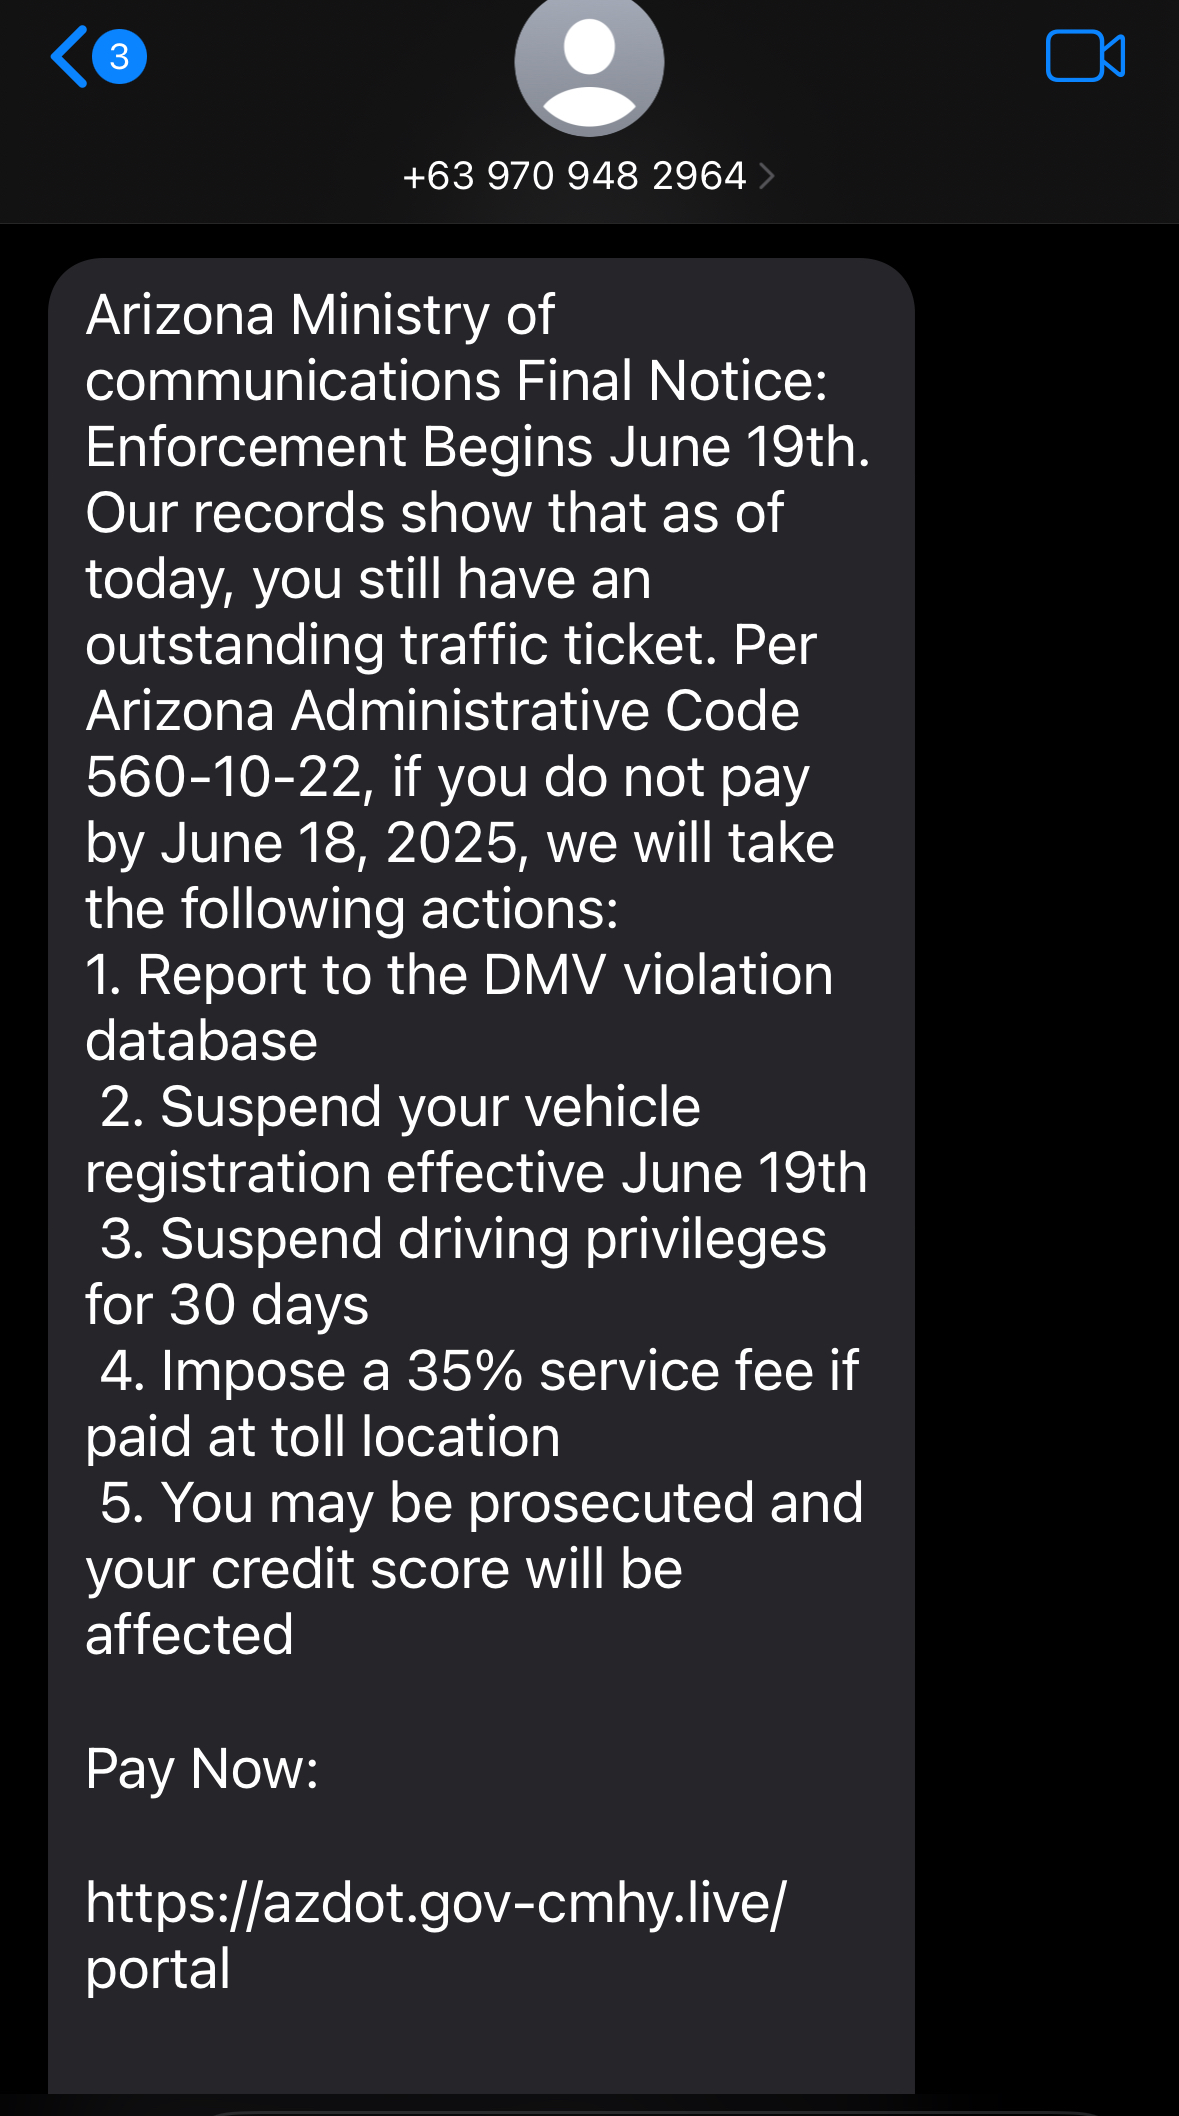 3
+63 970 948 2964
Arizona Ministry of
communications Final Notice:
Enforcement Begins June 19th.
Our records show that as of
today, you still have an
outstanding traffic ticket. Per
Arizona Administrative Code
560-10-22, if you do not pay
by June 18, 2025, we will take
the following actions:
1. Report to the DMV violation
database
2. Suspend your vehicle
registration effective June 19th
3. Suspend driving privileges
for 30 days
4. Impose a 35% service fee if
paid at toll location
5. You may be prosecuted and
your credit score will be
affected
Pay Now:
https://azdot.gov-cmhy.live/
portal